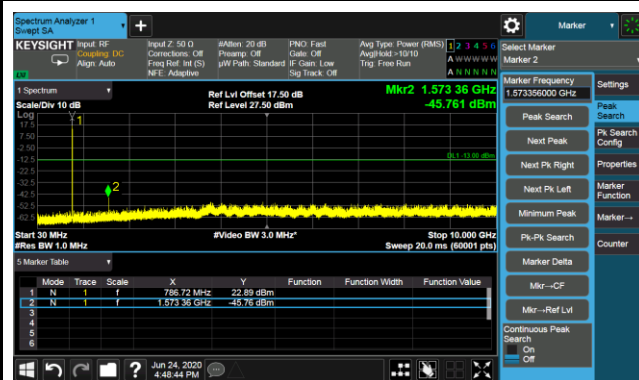 Spectrum Analyzer 1
Swept SA
+
Marker
KEYSIGHT
Input: RF
Coupling: DC
Align: Auto
Input Z: 50 Ω
Corrections: Off
Freq Ref: Int (S)
NFE: Adaptive
#Atten: 20 dB
Preamp: Off
µW Path: Standard
PNO: Fast
Gate: Off
IF Gain: Low
Sig Track: Off
Avg Type: Power (RMS)
Avg|Hold:>10/10
Trig: Free Run
1 2 3 4 5 6
A W W W W W
A N N N N N
LXI
Select Marker
Marker 2
1 Spectrum
Scale/Div 10 dB
Ref Lvl Offset 17.50 dB
Ref Level 27.50 dBm
Mkr2 1.573 36 GHz
-45.761 dBm
Log
17.5
7.50
-2.50
-12.5
-22.5
-32.5
-42.5
-52.5
-62.5
1
2
DL1 -13.00 dBm
Start 30 MHz
#Res BW 1.0 MHz
#Video BW 3.0 MHz*
Stop 10.000 GHz
Sweep 20.0 ms (60001 pts)
5 Marker Table
Mode Trace Scale X Y Function Function Width Function Value
1 N 1 f 786.72 MHz 22.89 dBm
2 N 1 f 1.573 36 GHz -45.76 dBm
3
4
5
6
Jun 24, 2020
4:48:44 PM
?
Marker Frequency
1.573356000 GHz
Peak Search
Next Peak
Next Pk Right
Next Pk Left
Minimum Peak
Pk-Pk Search
Marker Delta
Mkr→CF
Mkr→Ref Lvl
Continuous Peak
Search
On
Off
Settings
Peak
Search
Pk Search
Config
Properties
Marker
Function
Marker→
Counter